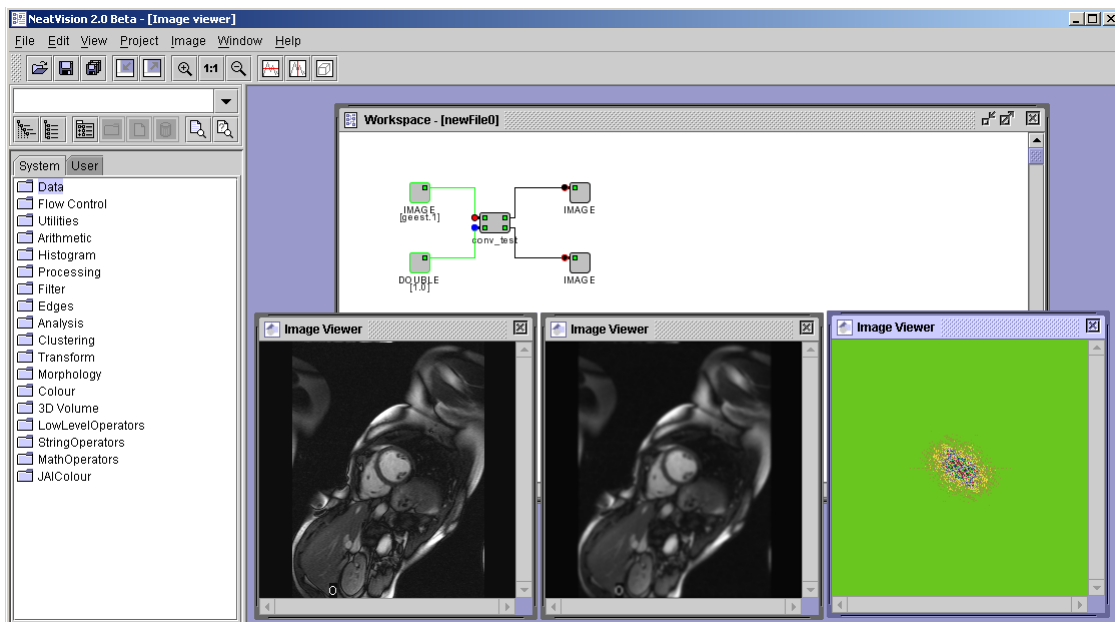 NeatVision 2.0 Beta - [Image viewer]
File Edit View Project Image Window Help
1:1
Workspace - [newFile0]
System User
Data
Flow Control
Utilities
Arithmetic
Histogram
Processing
Filter
Edges
Analysis
Clustering
Transform
Morphology
Colour
3D Volume
LowLevelOperators
StringOperators
MathOperators
JAIColour
IMAGE
[geest.1]
IMAGE
conv_test
DOUBLE
[1.0]
IMAGE
Image Viewer
Image Viewer
Image Viewer
O
O